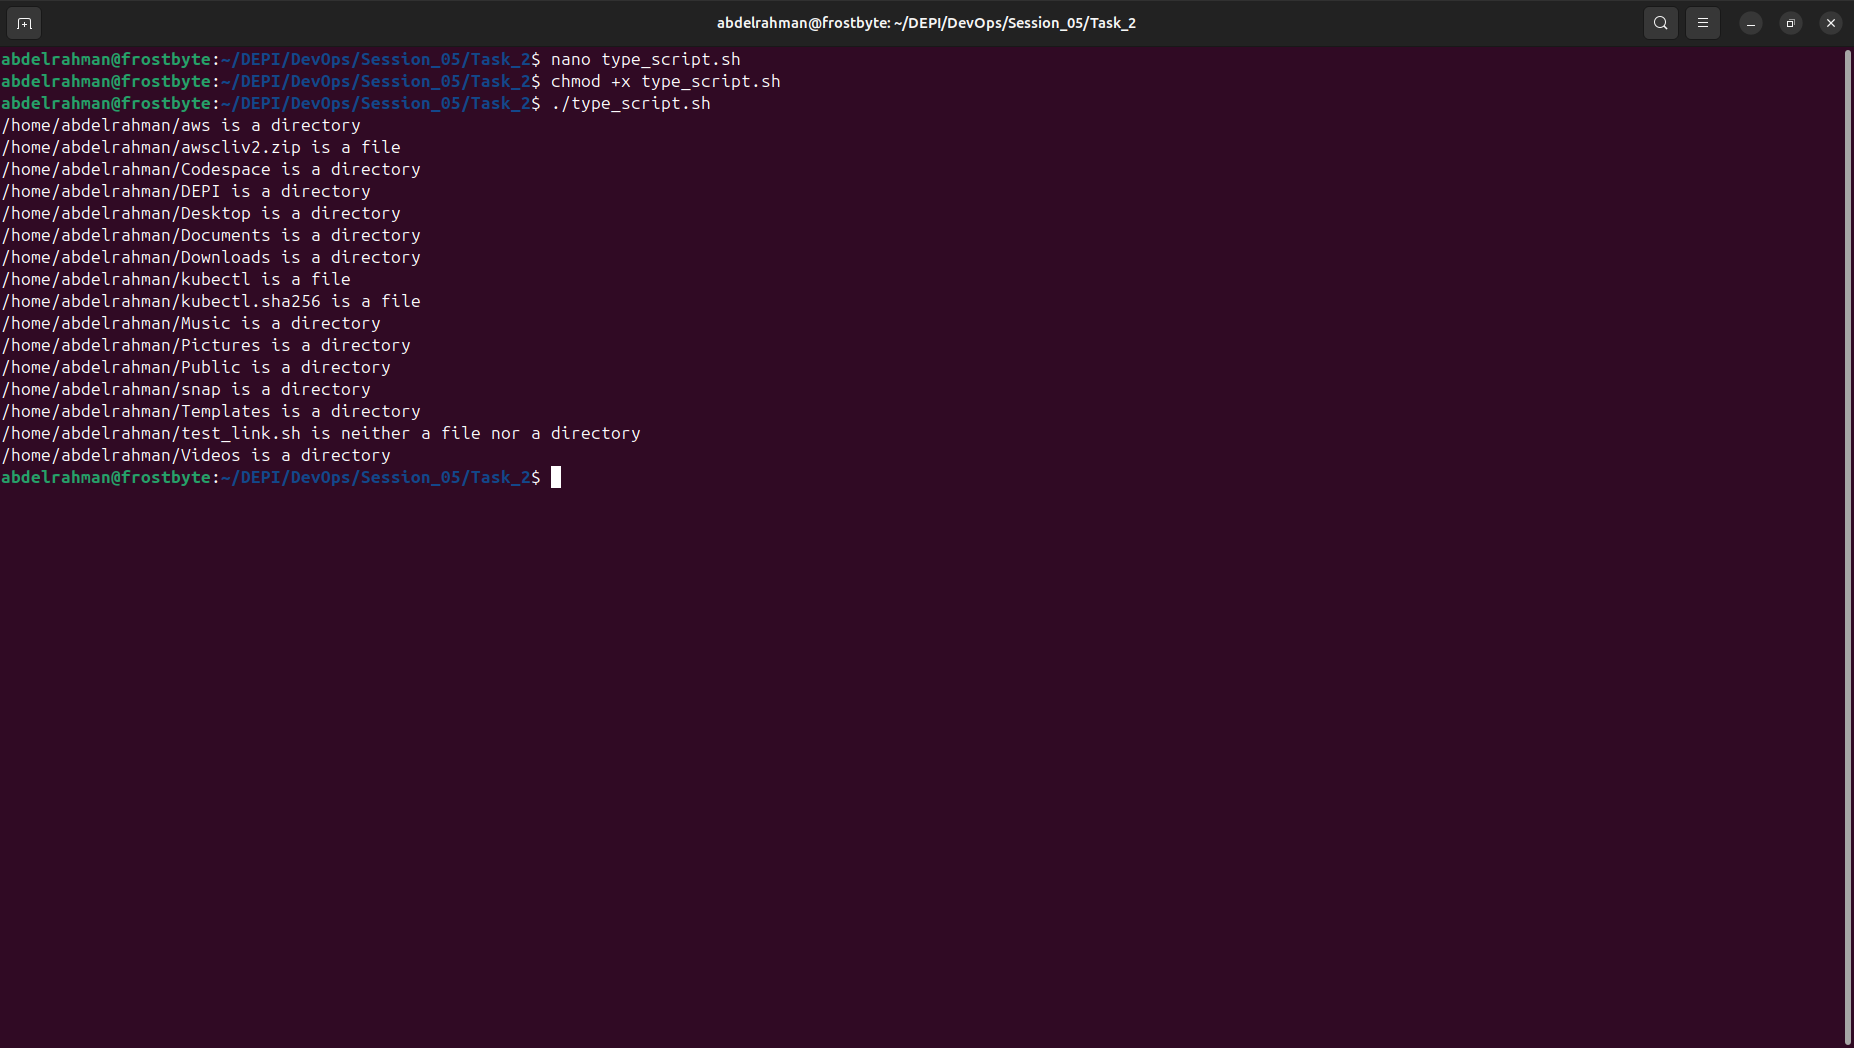 abdelrahman@frostbyte: ~/DEPI/DevOps/Session_05/Task_2
abdelrahman@frostbyte:~/DEPI/DevOps/Session_05/Task_2$ nano type_script.sh
abdelrahman@frostbyte:~/DEPI/DevOps/Session_05/Task_2$ chmod +x type_script.sh
abdelrahman@frostbyte:~/DEPI/DevOps/Session_05/Task_2$ ./type_script.sh
/home/abdelrahman/aws is a directory
/home/abdelrahman/awscliv2.zip is a file
/home/abdelrahman/Codespace is a directory
/home/abdelrahman/DEPI is a directory
/home/abdelrahman/Desktop is a directory
/home/abdelrahman/Documents is a directory
/home/abdelrahman/Downloads is a directory
/home/abdelrahman/kubectl is a file
/home/abdelrahman/kubectl.sha256 is a file
/home/abdelrahman/Music is a directory
/home/abdelrahman/Pictures is a directory
/home/abdelrahman/Public is a directory
/home/abdelrahman/snap is a directory
/home/abdelrahman/Templates is a directory
/home/abdelrahman/test_link.sh is neither a file nor a directory
/home/abdelrahman/Videos is a directory
abdelrahman@frostbyte:~/DEPI/DevOps/Session_05/Task_2$